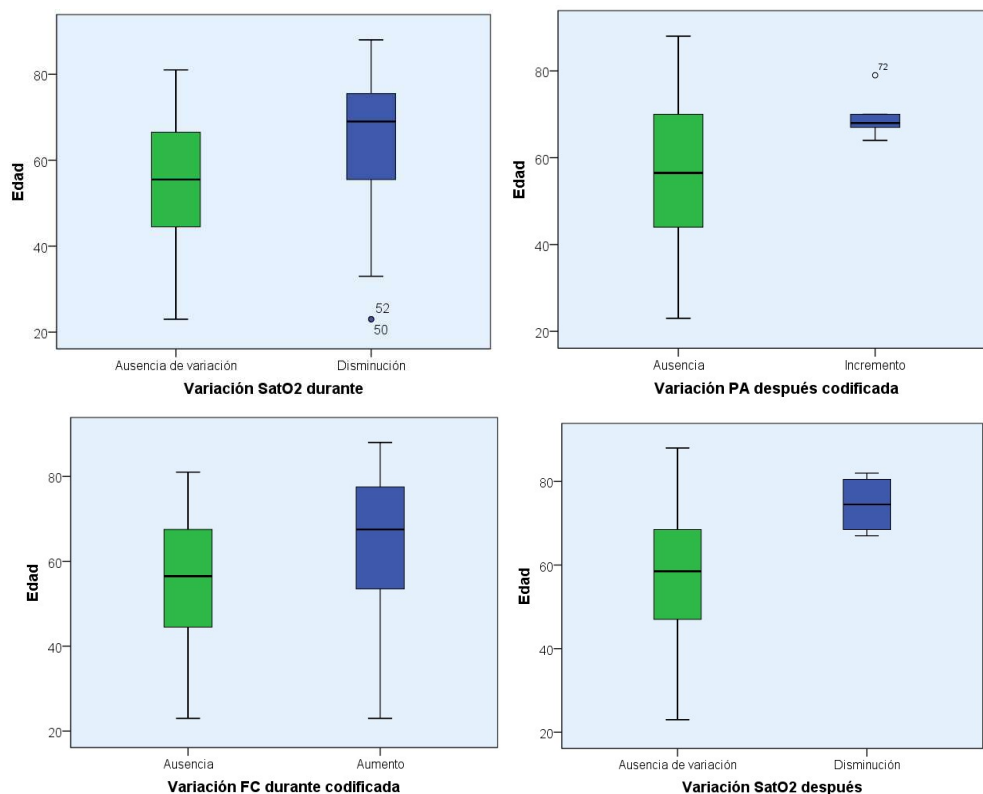 Edad
80
60
40
20
52
50
Ausencia de variación Disminución
Variación SatO2 durante
Edad
80
60
40
20
72
Ausencia Incremento
Variación PA después codificada
Edad
80
60
40
20
Ausencia Aumento
Variación FC durante codificada
Edad
80
60
40
20
Ausencia de variación Disminución
Variación SatO2 después